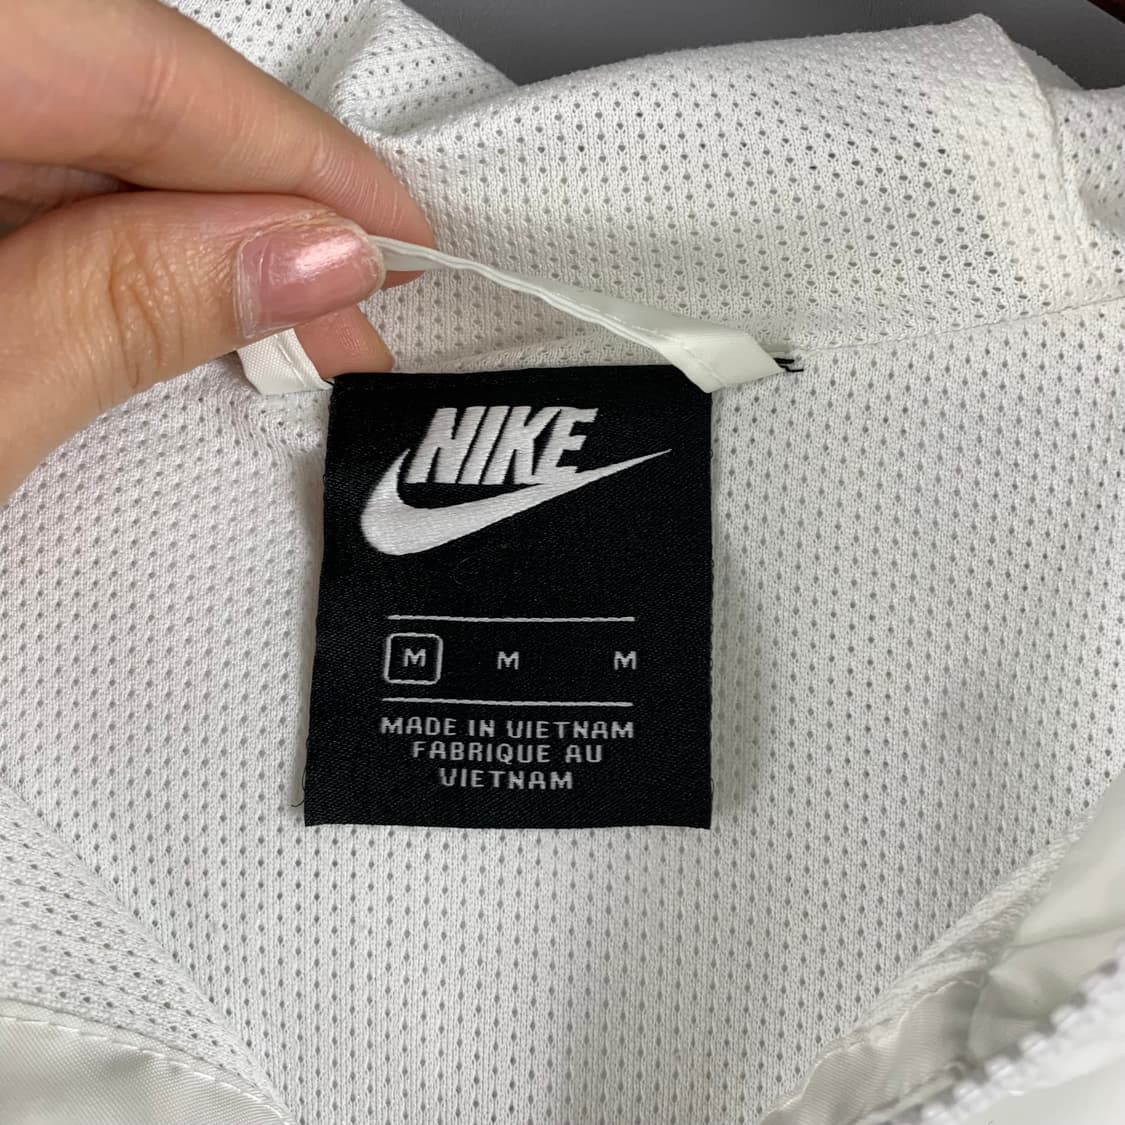 NIKE
M M M
MADE IN VIETNAM
FABRIQUE AU
VIETNAM